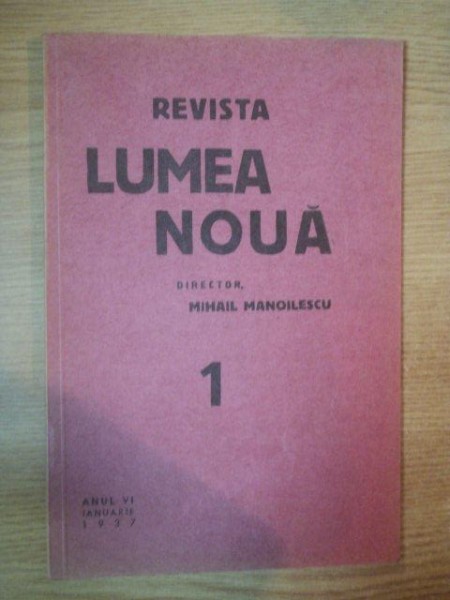 REVISTA
LUMEA
NOUĂ
DIRECTOR,
MIHAIL MANOILESCU
1
ANUL VI
IANUARIE
1937